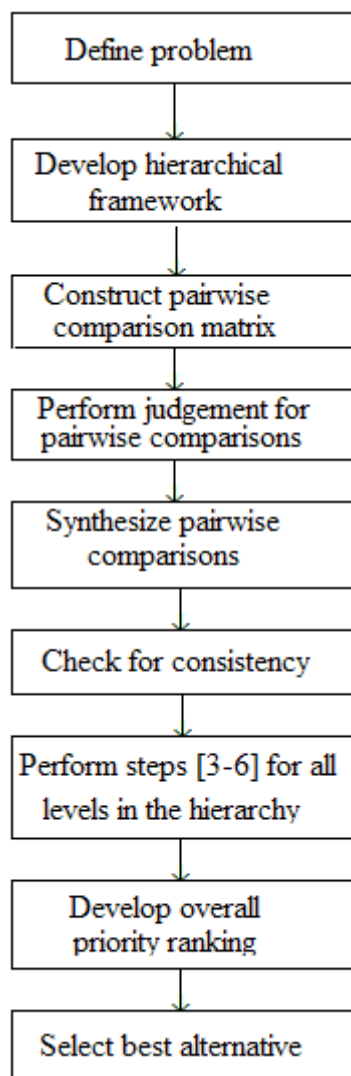 Define problem
Develop hierarchical
framework
Construct pairwise
comparison matrix
Perform judgement for
pairwise comparisons
Synthesize pairwise
comparisons
Check for consistency
Perform steps [3-6] for all
levels in the hierarchy
Develop overall
priority ranking
Select best alternative